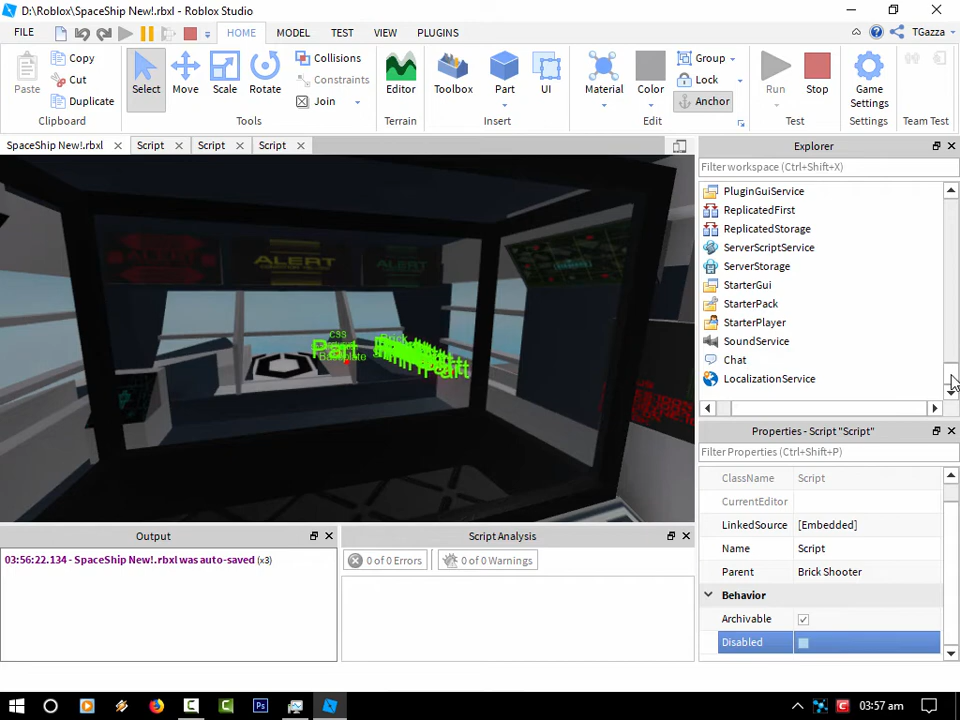 D:\Roblox\SpaceShip New!.rbxl - Roblox Studio
FILE HOME MODEL TEST VIEW PLUGINS TGazza
Paste Copy Cut Duplicate Select Move Scale Rotate Collisions Constraints Join Editor Toolbox Part UI Material Color Group Lock Anchor Run Stop Game Settings
Clipboard Tools Terrain Insert Edit Test Settings Team Test
SpaceShip New!.rbxl Script Script Script
Explorer
Filter workspace (Ctrl+Shift+X)
PluginGuiService
ReplicatedFirst
ReplicatedStorage
ServerScriptService
ServerStorage
StarterGui
StarterPack
StarterPlayer
SoundService
Chat
LocalizationService
ALERT
ALERT
ALERT
css
Part
Baseplate
Brick
Part
Properties - Script "Script"
Filter Properties (Ctrl+Shift+P)
ClassName Script
CurrentEditor
LinkedSource [Embedded]
Name Script
Parent Brick Shooter
Behavior
Archivable
Disabled
Output
03:56:22.134 - SpaceShip New!.rbxl was auto-saved (x3)
Script Analysis
0 of 0 Errors 0 of 0 Warnings
03:57 am